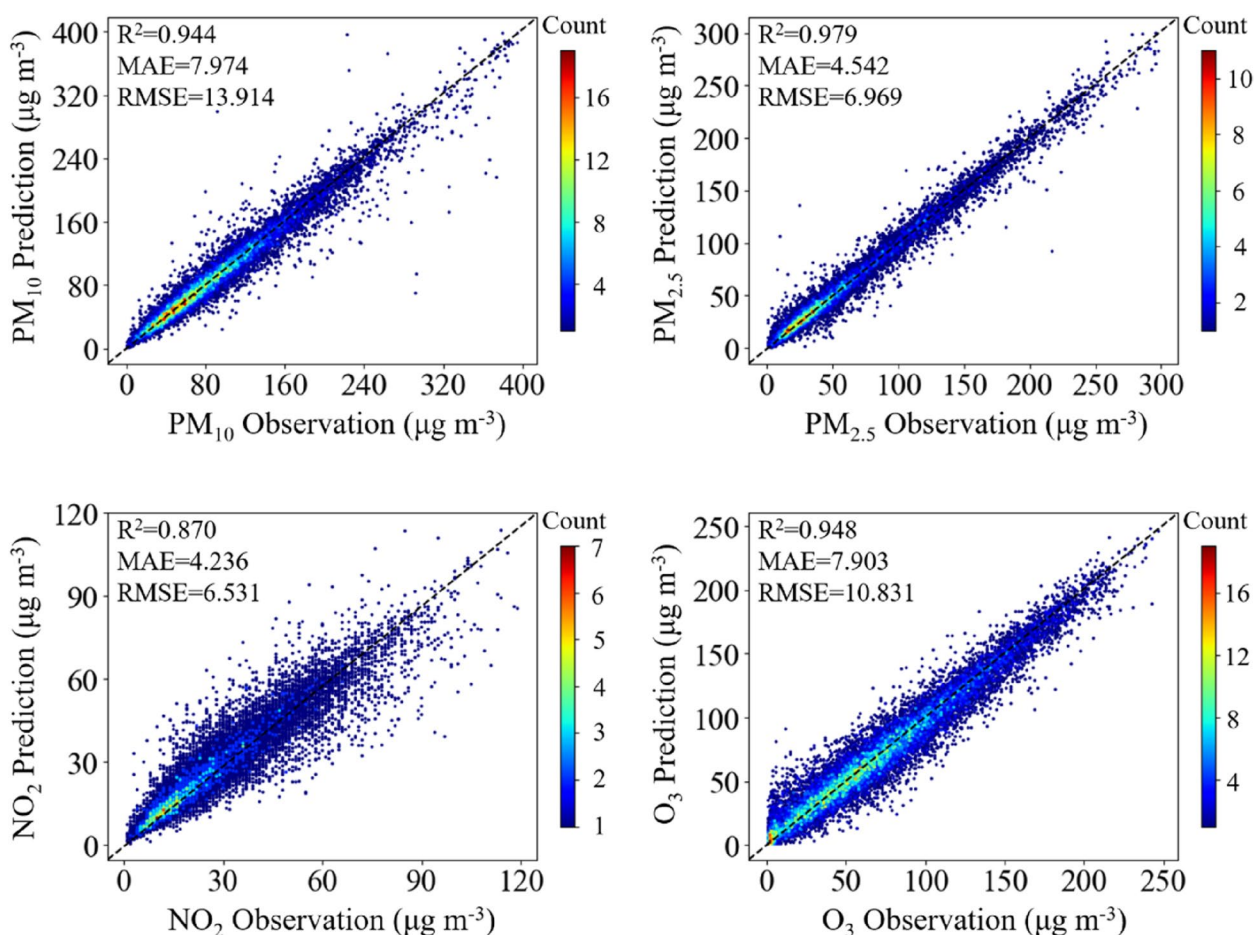 Count
R²=0.944
MAE=7.974
RMSE=13.914
PM₁₀ Prediction (μg m⁻³)
400
320
240
160
80
0
0 80 160 240 320 400
PM₁₀ Observation (μg m⁻³)
16
12
8
4
Count
R²=0.979
MAE=4.542
RMSE=6.969
PM₂.₅ Prediction (μg m⁻³)
300
250
200
150
100
50
0
0 50 100 150 200 250 300
PM₂.₅ Observation (μg m⁻³)
10
8
6
4
2
Count
R²=0.870
MAE=4.236
RMSE=6.531
NO₂ Prediction (μg m⁻³)
120
90
60
30
0
0 30 60 90 120
NO₂ Observation (μg m⁻³)
7
6
5
4
3
2
1
Count
R²=0.948
MAE=7.903
RMSE=10.831
O₃ Prediction (μg m⁻³)
250
200
150
100
50
0
0 50 100 150 200 250
O₃ Observation (μg m⁻³)
16
12
8
4